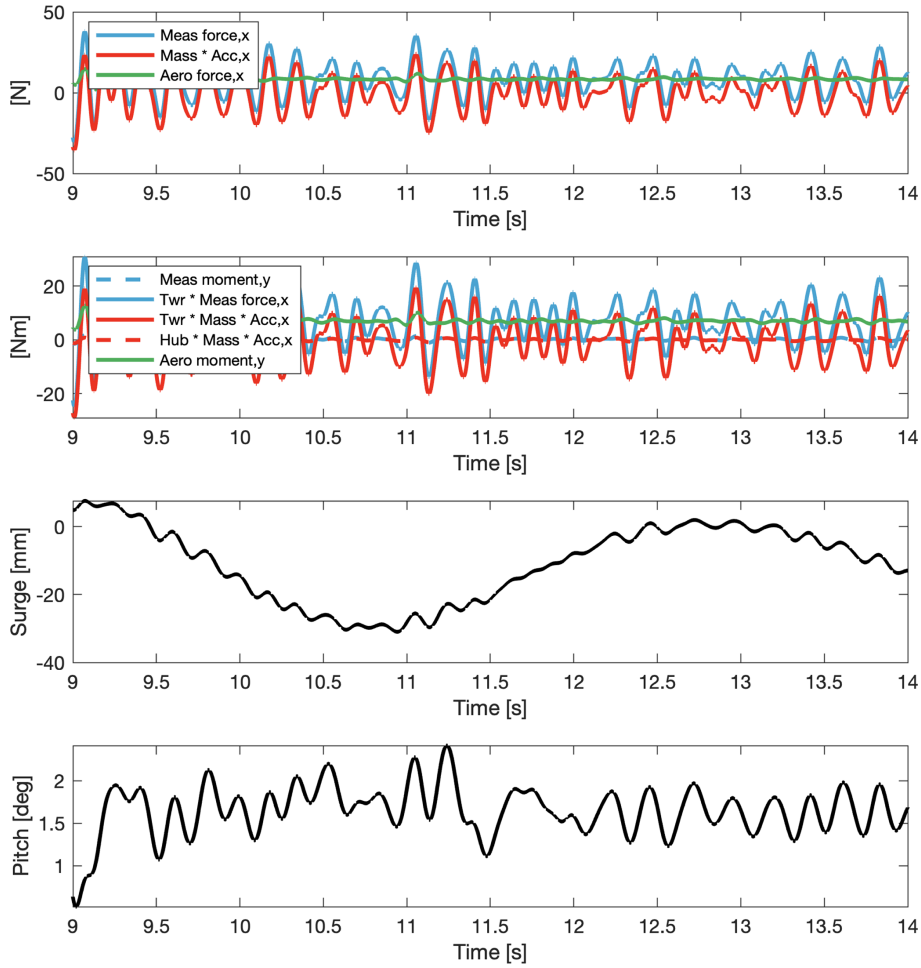 50
0
-50
[N]
Meas force,x
Mass * Acc,x
Aero force,x
9 9.5 10 10.5 11 11.5 12 12.5 13 13.5 14
Time [s]
20
0
-20
[Nm]
Meas moment,y
Twr * Meas force,x
Twr * Mass * Acc,x
Hub * Mass * Acc,x
Aero moment,y
9 9.5 10 10.5 11 11.5 12 12.5 13 13.5 14
Time [s]
0
-20
-40
Surge [mm]
9 9.5 10 10.5 11 11.5 12 12.5 13 13.5 14
Time [s]
2
1.5
1
Pitch [deg]
9 9.5 10 10.5 11 11.5 12 12.5 13 13.5 14
Time [s]